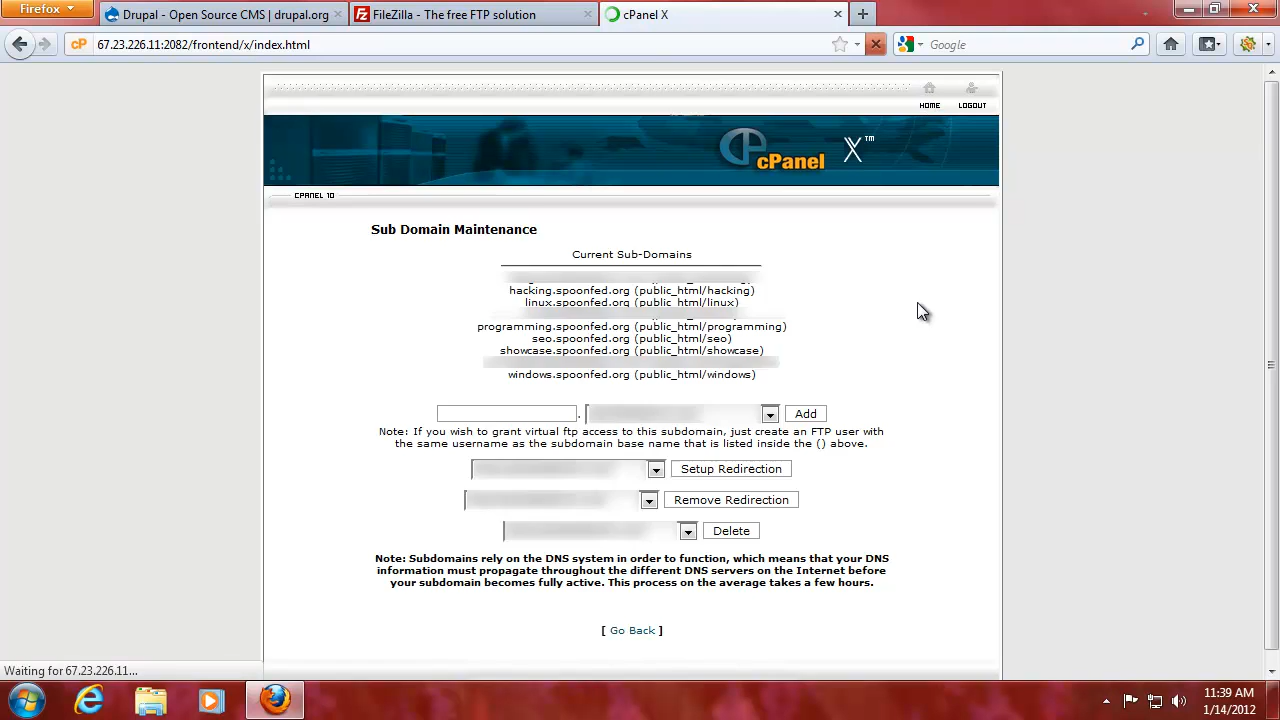 Firefox
Drupal - Open Source CMS | drupal.org
FileZilla - The free FTP solution
cPanel X
67.23.226.11:2082/frontend/x/index.html
Google
HOME
LOGOUT
cPanel X™
CPANEL 10
Sub Domain Maintenance
Current Sub-Domains
hacking.spoonfed.org (public_html/hacking)
linux.spoonfed.org (public_html/linux)
programming.spoonfed.org (public_html/programming)
seo.spoonfed.org (public_html/seo)
showcase.spoonfed.org (public_html/showcase)
windows.spoonfed.org (public_html/windows)
. Add
Note: If you wish to grant virtual ftp access to this subdomain, just create an FTP user with
the same username as the subdomain base name that is listed inside the () above.
Setup Redirection
Remove Redirection
Delete
Note: Subdomains rely on the DNS system in order to function, which means that your DNS
information must propagate throughout the different DNS servers on the Internet before
your subdomain becomes fully active. This process on the average takes a few hours.
[ Go Back ]
Waiting for 67.23.226.11...
11:39 AM
1/14/2012